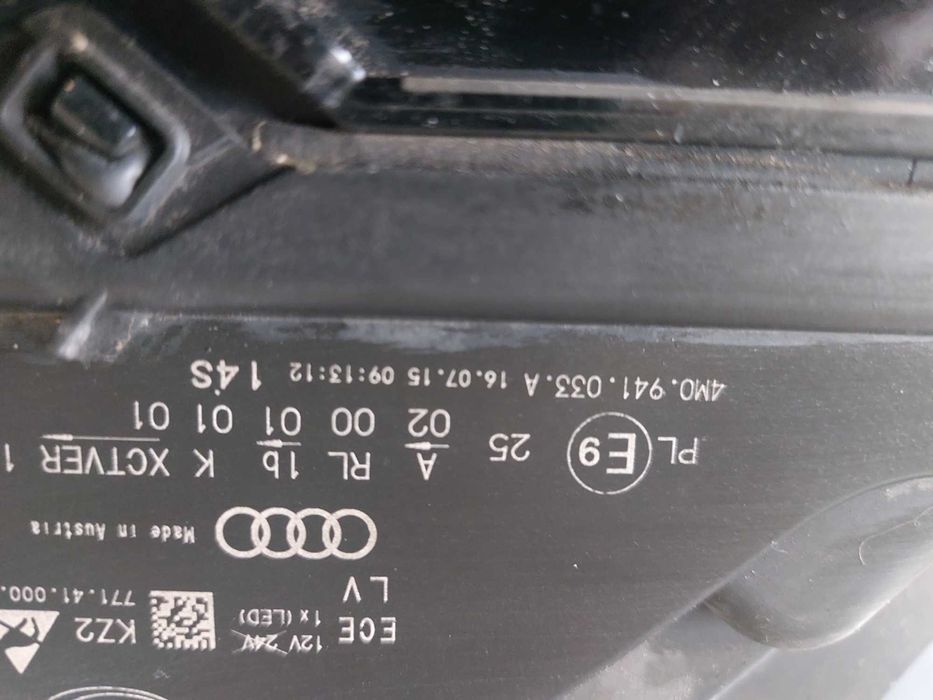 ECE 12V 24V KZ2
1x (LED)
LV 771.41.000.
Made in Austria
A RL 1b K XCTVER 1
PL E9 25
02 00 01 01 01
4M0.941.033.A 16.07.15 09:13:12 14S